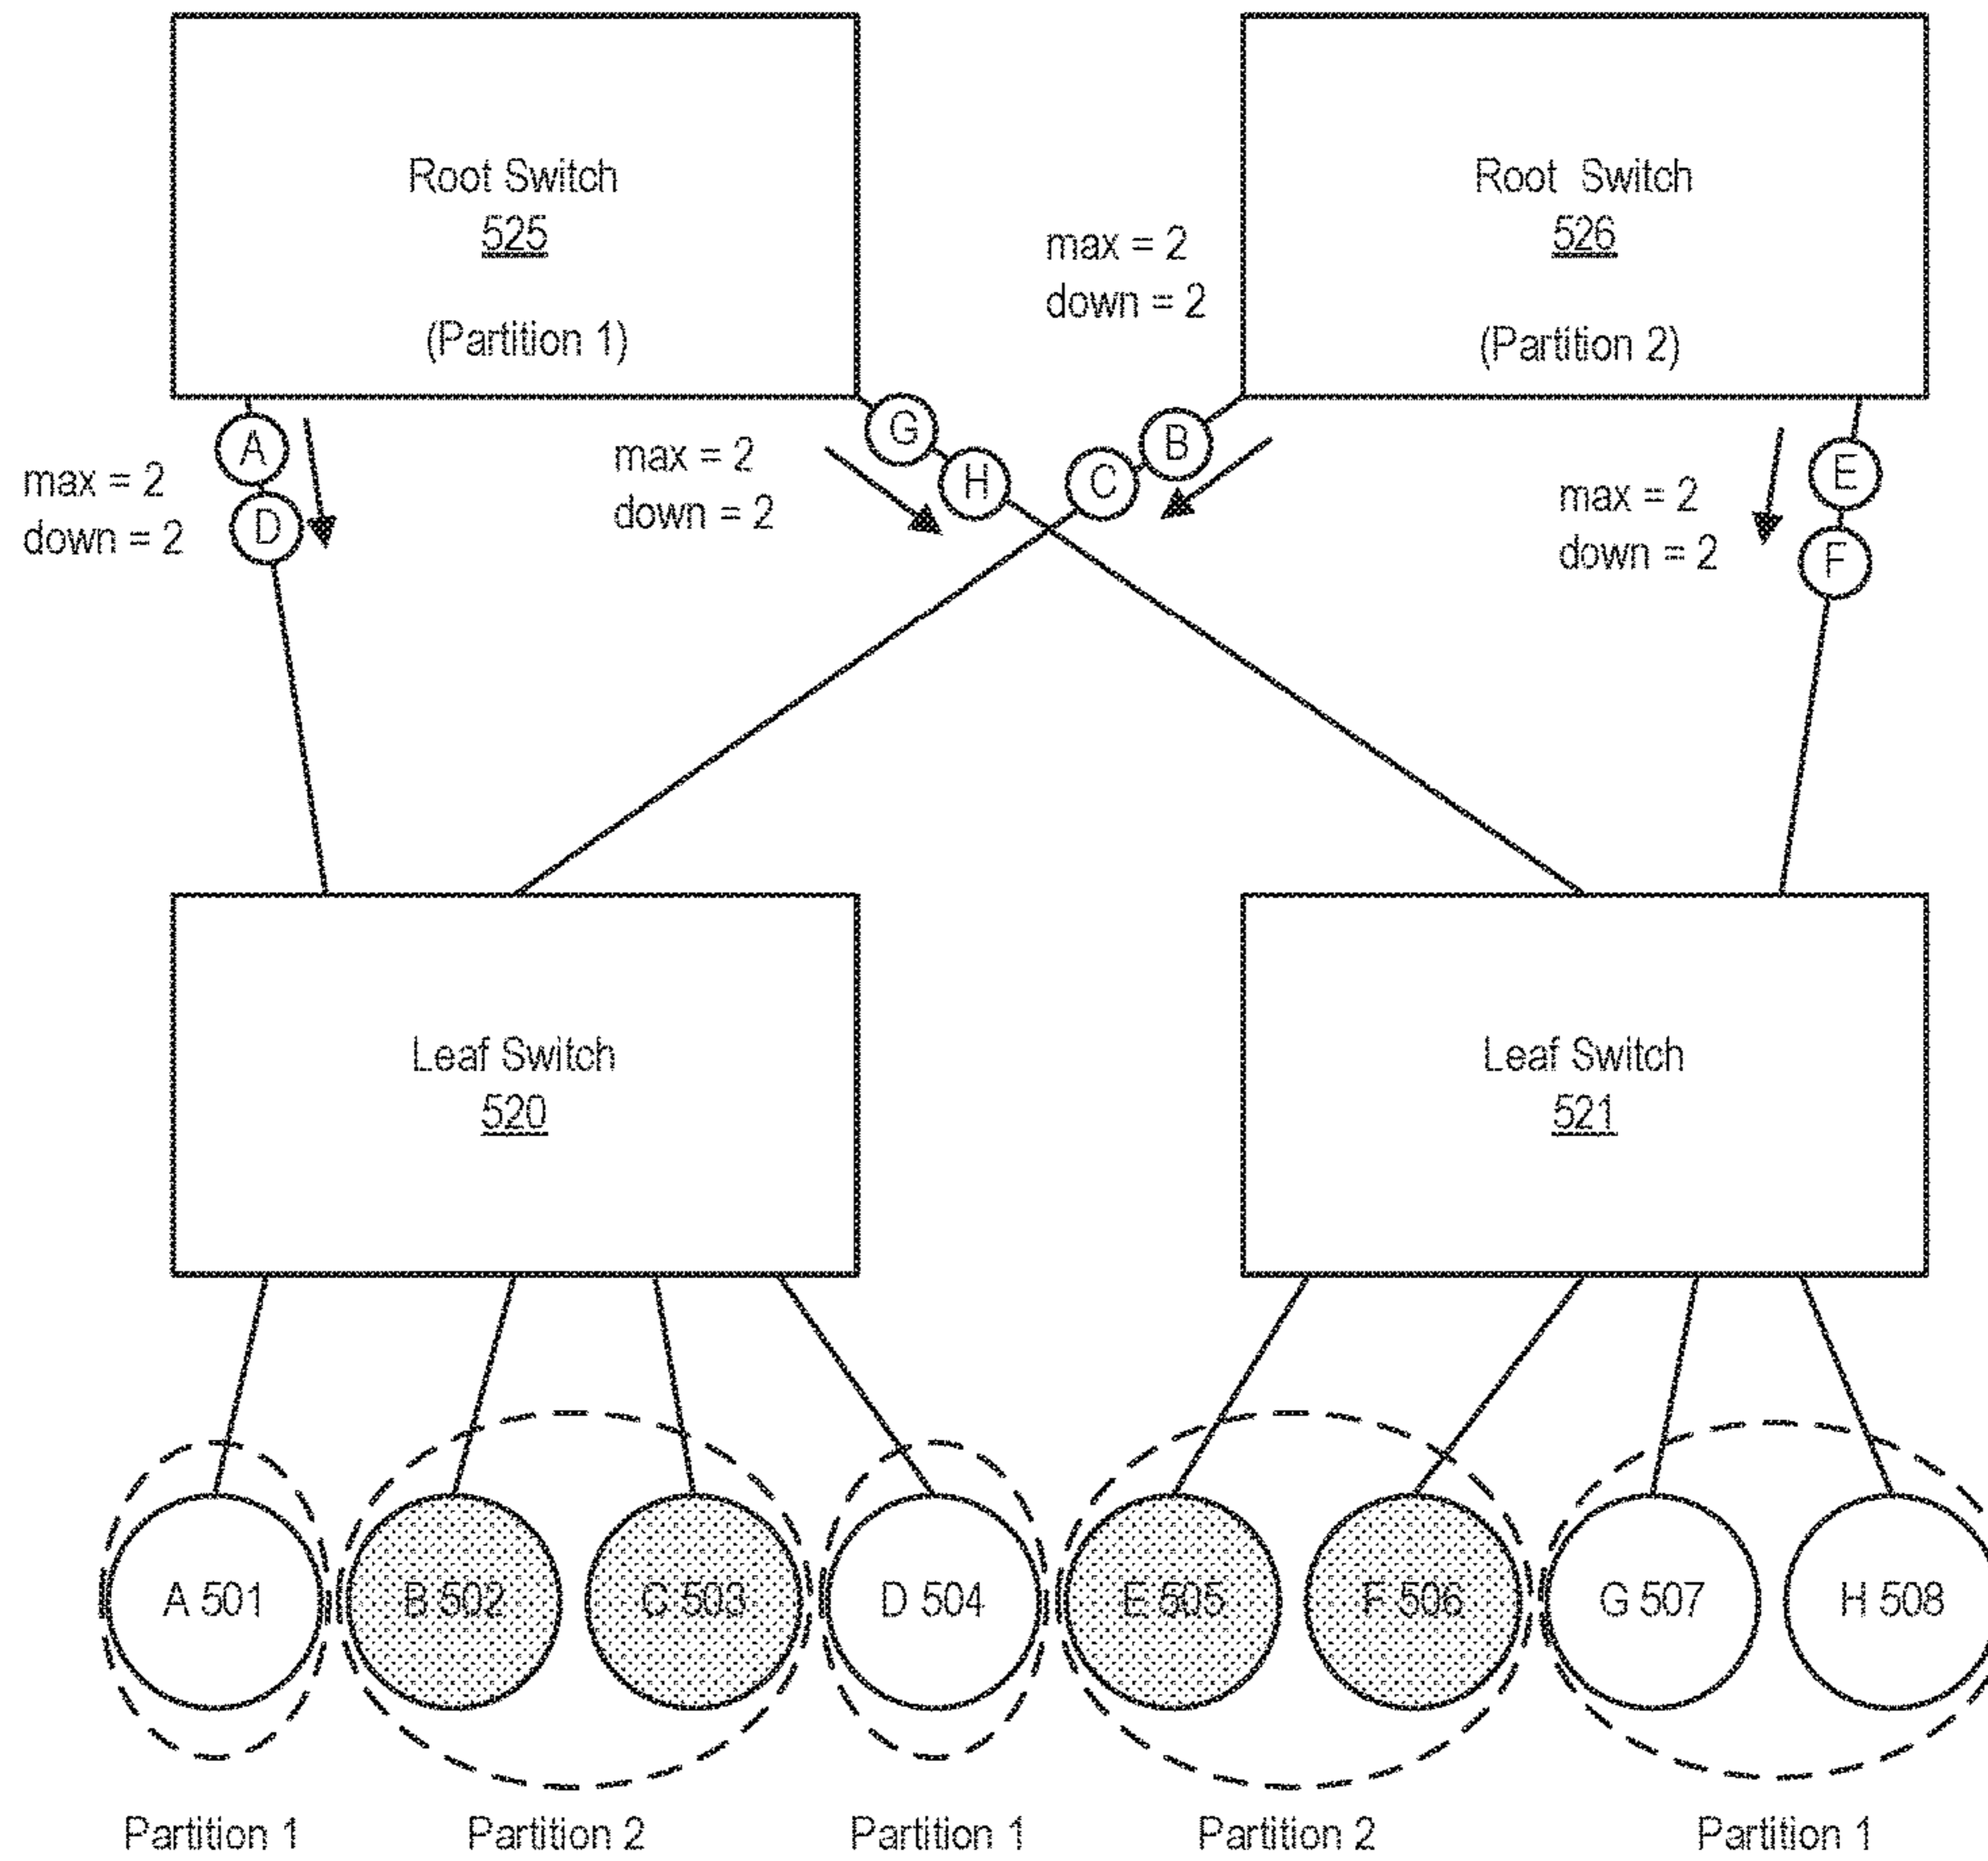 Root Switch
525
(Partition 1)
Root Switch
526
(Partition 2)
max = 2
down = 2
A
D
max = 2
down = 2
G
H
max = 2
down = 2
B
C
max = 2
down = 2
E
F
Leaf Switch
520
Leaf Switch
521
A 501
B 502
C 503
D 504
E 505
F 506
G 507
H 508
Partition 1
Partition 2
Partition 1
Partition 2
Partition 1